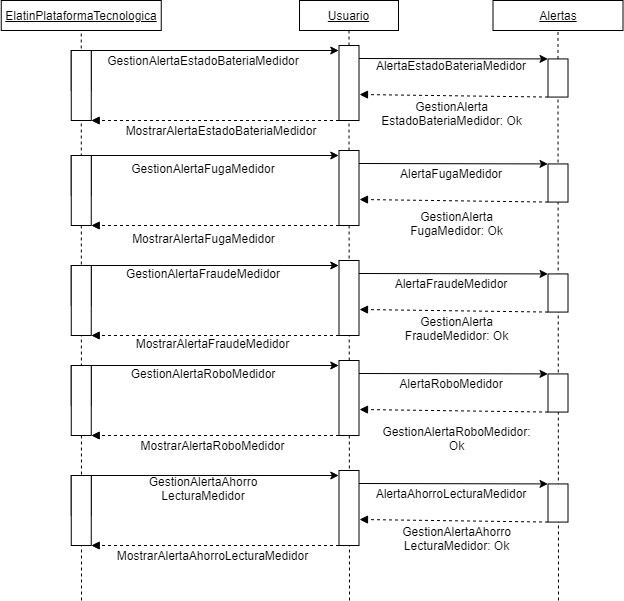 ElatinPlataformaTecnologica
Usuario
Alertas
GestionAlertaEstadoBateriaMedidor
AlertaEstadoBateriaMedidor
GestionAlerta
EstadoBateriaMedidor: Ok
MostrarAlertaEstadoBateriaMedidor
GestionAlertaFugaMedidor
AlertaFugaMedidor
GestionAlerta
FugaMedidor: Ok
MostrarAlertaFugaMedidor
GestionAlertaFraudeMedidor
AlertaFraudeMedidor
GestionAlerta
FraudeMedidor: Ok
MostrarAlertaFraudeMedidor
GestionAlertaRoboMedidor
AlertaRoboMedidor
GestionAlertaRoboMedidor:
Ok
MostrarAlertaRoboMedidor
GestionAlertaAhorro
LecturaMedidor
AlertaAhorroLecturaMedidor
GestionAlertaAhorro
LecturaMedidor: Ok
MostrarAlertaAhorroLecturaMedidor